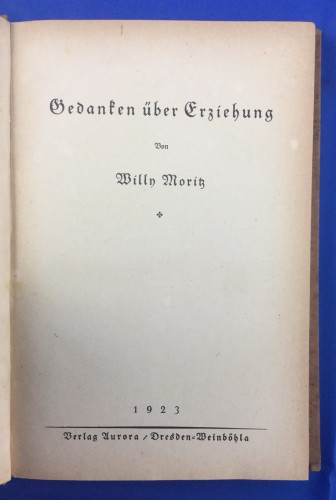 Gedanken über Erziehung
Von
Willy Moritz
1923
Verlag Aurora / Dresden-Weinböhla